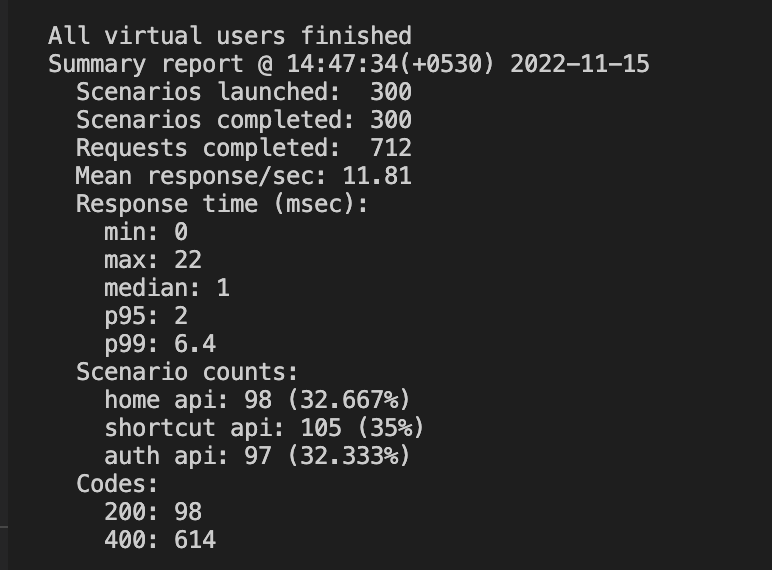 All virtual users finished
Summary report @ 14:47:34(+0530) 2022-11-15
Scenarios launched: 300
Scenarios completed: 300
Requests completed: 712
Mean response/sec: 11.81
Response time (msec):
min: 0
max: 22
median: 1
p95: 2
p99: 6.4
Scenario counts:
home api: 98 (32.667%)
shortcut api: 105 (35%)
auth api: 97 (32.333%)
Codes:
200: 98
400: 614